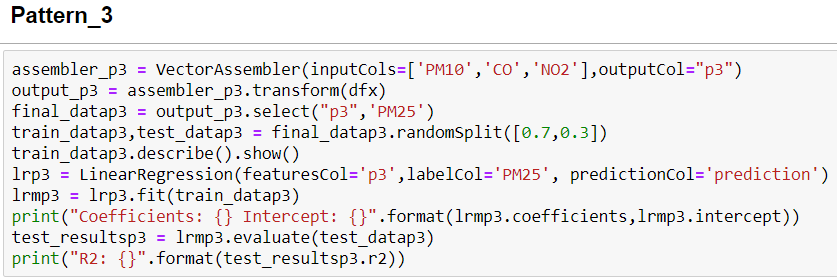 Pattern_3
assembler_p3 = VectorAssembler(inputCols=['PM10','CO','NO2'],outputCol="p3")
output_p3 = assembler_p3.transform(dfx)
final_datap3 = output_p3.select("p3",'PM25')
train_datap3,test_datap3 = final_datap3.randomSplit([0.7,0.3])
train_datap3.describe().show()
lrp3 = LinearRegression(featuresCol='p3',labelCol='PM25', predictionCol='prediction')
lrmp3 = lrp3.fit(train_datap3)
print("Coefficients: {} Intercept: {}".format(lrmp3.coefficients,lrmp3.intercept))
test_resultsp3 = lrmp3.evaluate(test_datap3)
print("R2: {}".format(test_resultsp3.r2))